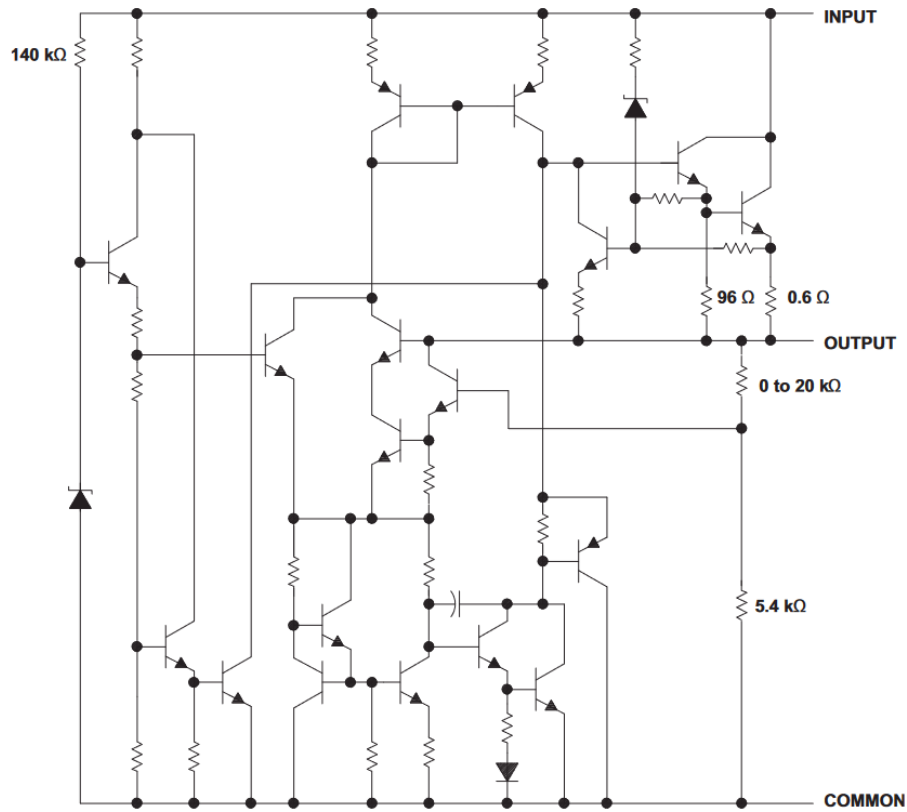 INPUT
140 kΩ
96 Ω
0.6 Ω
OUTPUT
0 to 20 kΩ
5.4 kΩ
COMMON